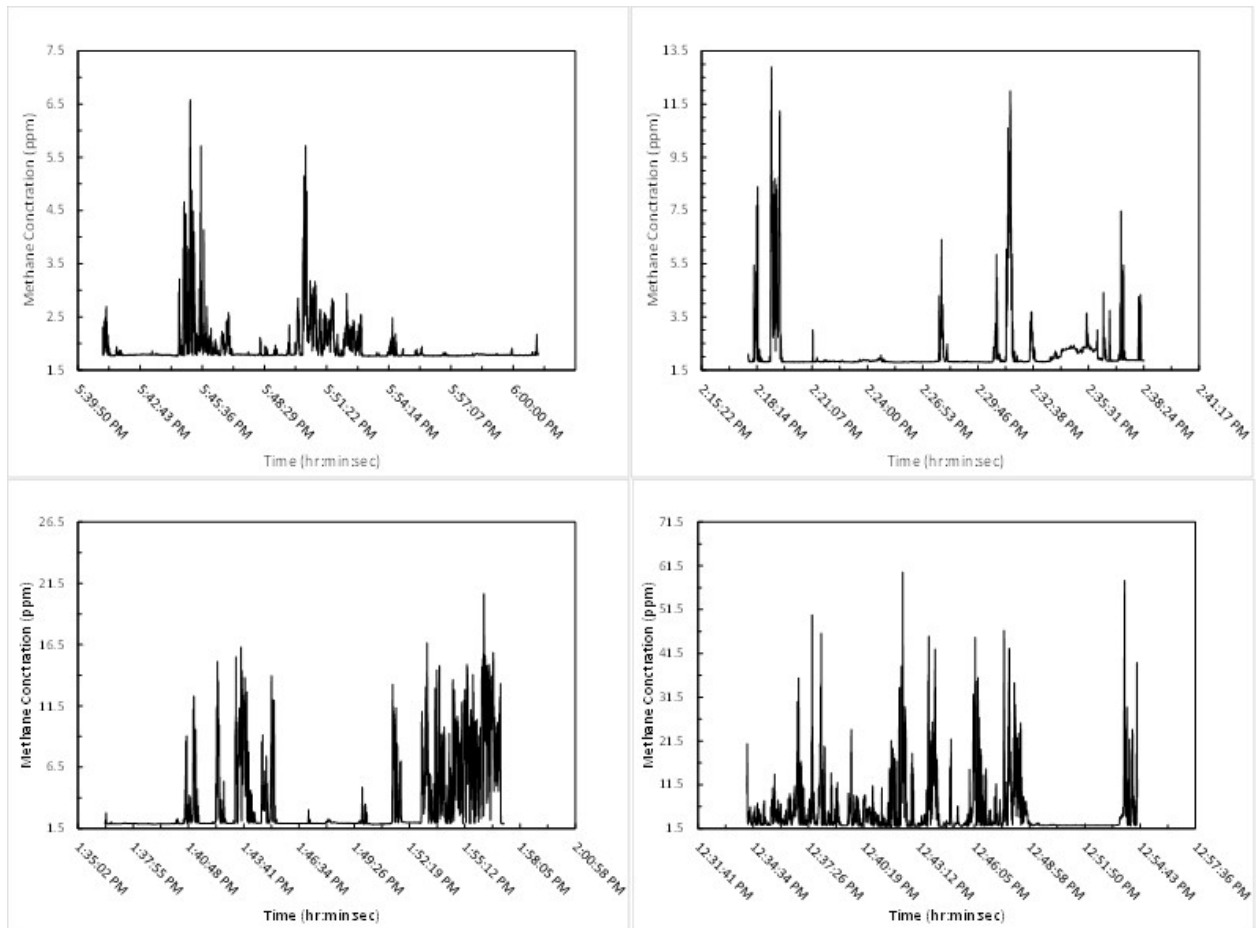 7.5
6.5
5.5
4.5
3.5
2.5
1.5
Methane Conctration (ppm)
5:39:50 PM
5:42:43 PM
5:45:36 PM
5:48:29 PM
5:51:22 PM
5:54:14 PM
5:57:07 PM
6:00:00 PM
Time (hr:min:sec)
13.5
11.5
9.5
7.5
5.5
3.5
1.5
Methane Conctration (ppm)
2:15:22 PM
2:18:14 PM
2:21:07 PM
2:24:00 PM
2:26:53 PM
2:29:46 PM
2:32:38 PM
2:35:31 PM
2:38:24 PM
2:41:17 PM
Time (hr:min:sec)
26.5
21.5
16.5
11.5
6.5
1.5
Methane Conctration (ppm)
1:35:02 PM
1:37:55 PM
1:40:48 PM
1:43:41 PM
1:46:34 PM
1:49:26 PM
1:52:19 PM
1:55:12 PM
1:58:05 PM
2:00:58 PM
Time (hr:min:sec)
71.5
61.5
51.5
41.5
31.5
21.5
11.5
1.5
Methane Conctration (ppm)
12:31:41 PM
12:34:34 PM
12:37:26 PM
12:40:19 PM
12:43:12 PM
12:46:05 PM
12:48:58 PM
12:51:50 PM
12:54:43 PM
12:57:36 PM
Time (hr:min:sec)